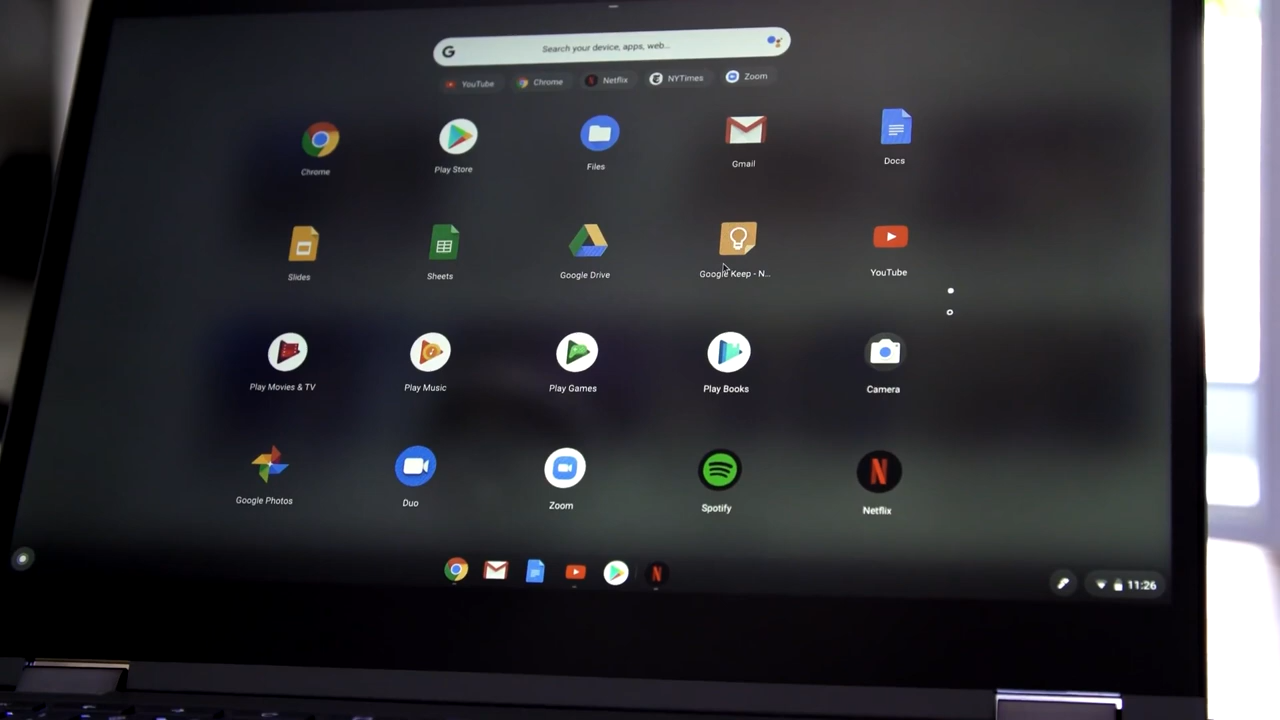 G Search your device, apps, web...
YouTube Chrome Netflix NYTimes Zoom
Chrome Play Store Files Gmail Docs
Slides Sheets Google Drive Google Keep - N... YouTube
Play Movies & TV Play Music Play Games Play Books Camera
Google Photos Duo Zoom Spotify Netflix
11:26